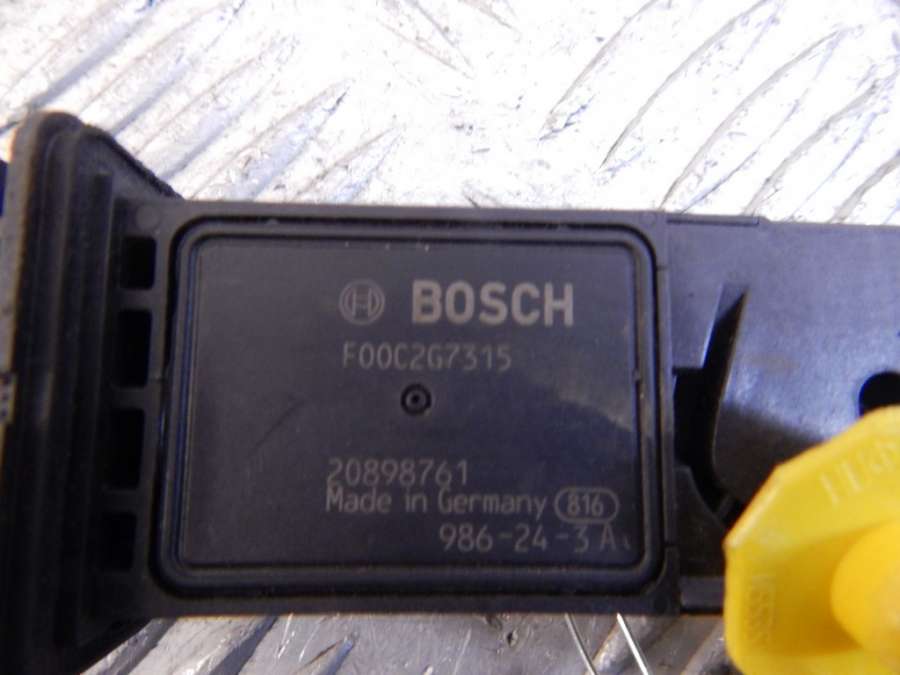 BOSCH
F00C2G7315
20898761
Made in Germany 816
986-24-3 A